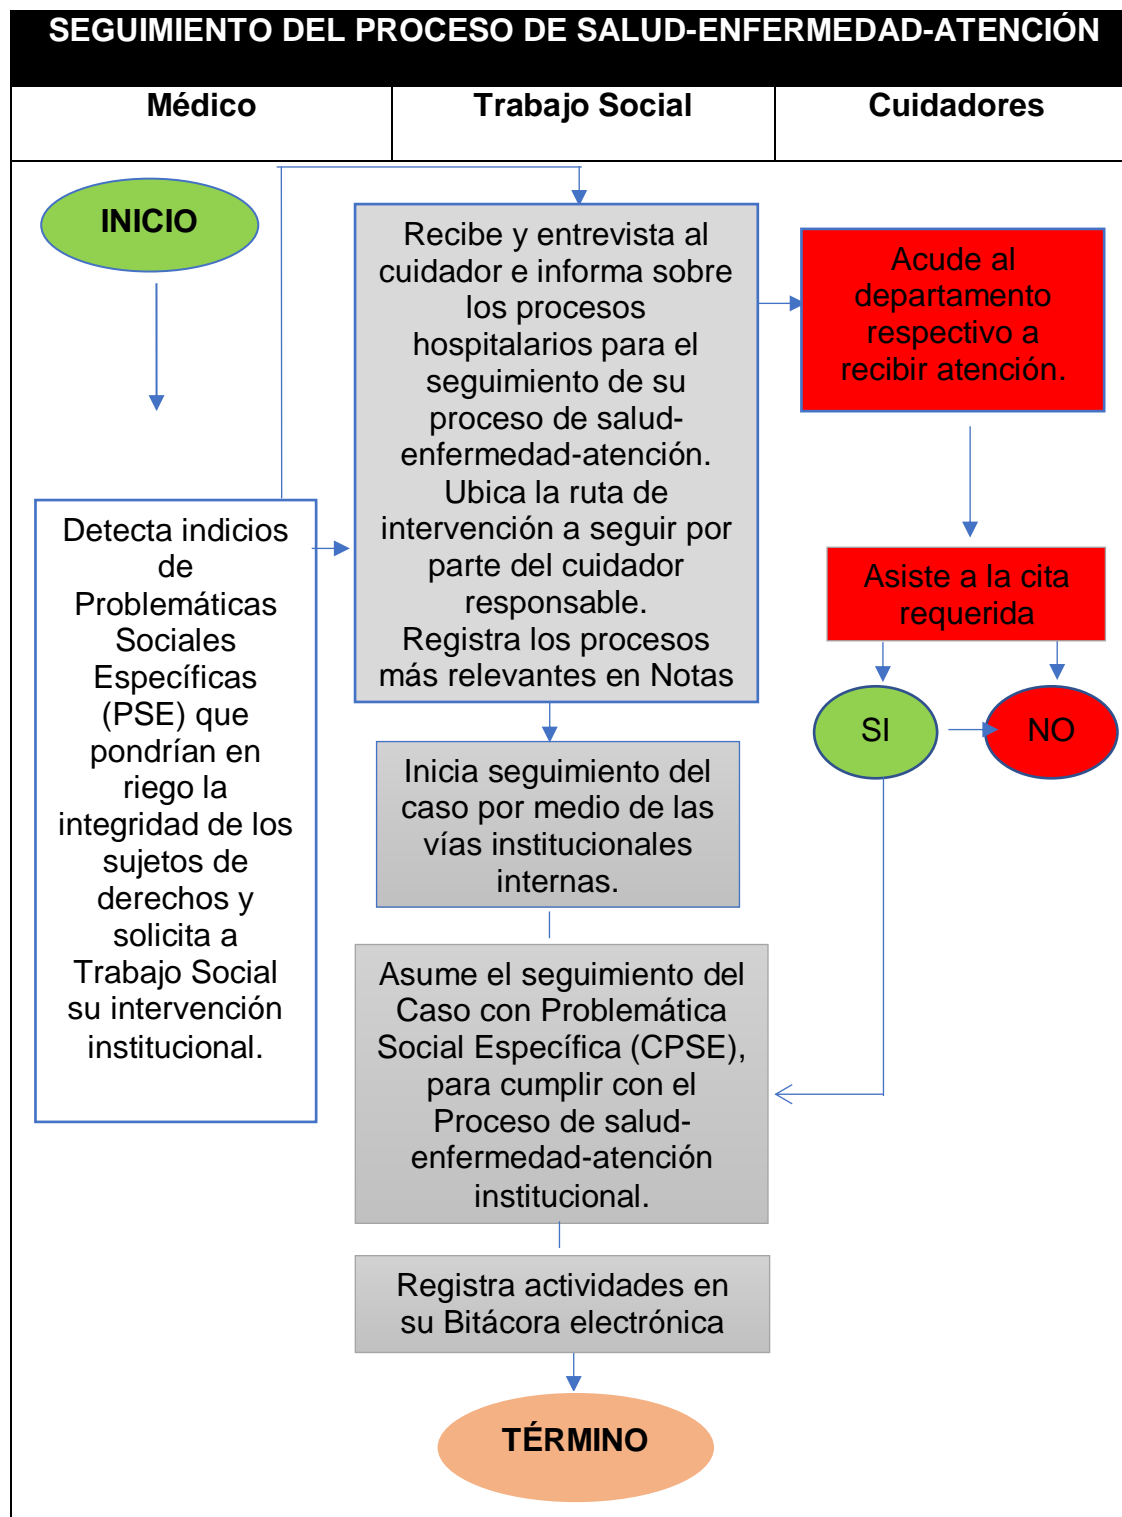 SEGUIMIENTO DEL PROCESO DE SALUD-ENFERMEDAD-ATENCIÓN
Médico
Trabajo Social
Cuidadores
INICIO
Detecta indicios
de
Problemáticas
Sociales
Específicas
(PSE) que
pondrían en
riego la
integridad de los
sujetos de
derechos y
solicita a
Trabajo Social
su intervención
institucional.
Recibe y entrevista al
cuidador e informa sobre
los procesos
hospitalarios para el
seguimiento de su
proceso de salud-
enfermedad-atención.
Ubica la ruta de
intervención a seguir por
parte del cuidador
responsable.
Registra los procesos
más relevantes en Notas
Acude al
departamento
respectivo a
recibir atención.
Asiste a la cita
requerida
SI
NO
Inicia seguimiento del
caso por medio de las
vías institucionales
internas.
Asume el seguimiento del
Caso con Problemática
Social Específica (CPSE),
para cumplir con el
Proceso de salud-
enfermedad-atención
institucional.
Registra actividades en
su Bitácora electrónica
TÉRMINO